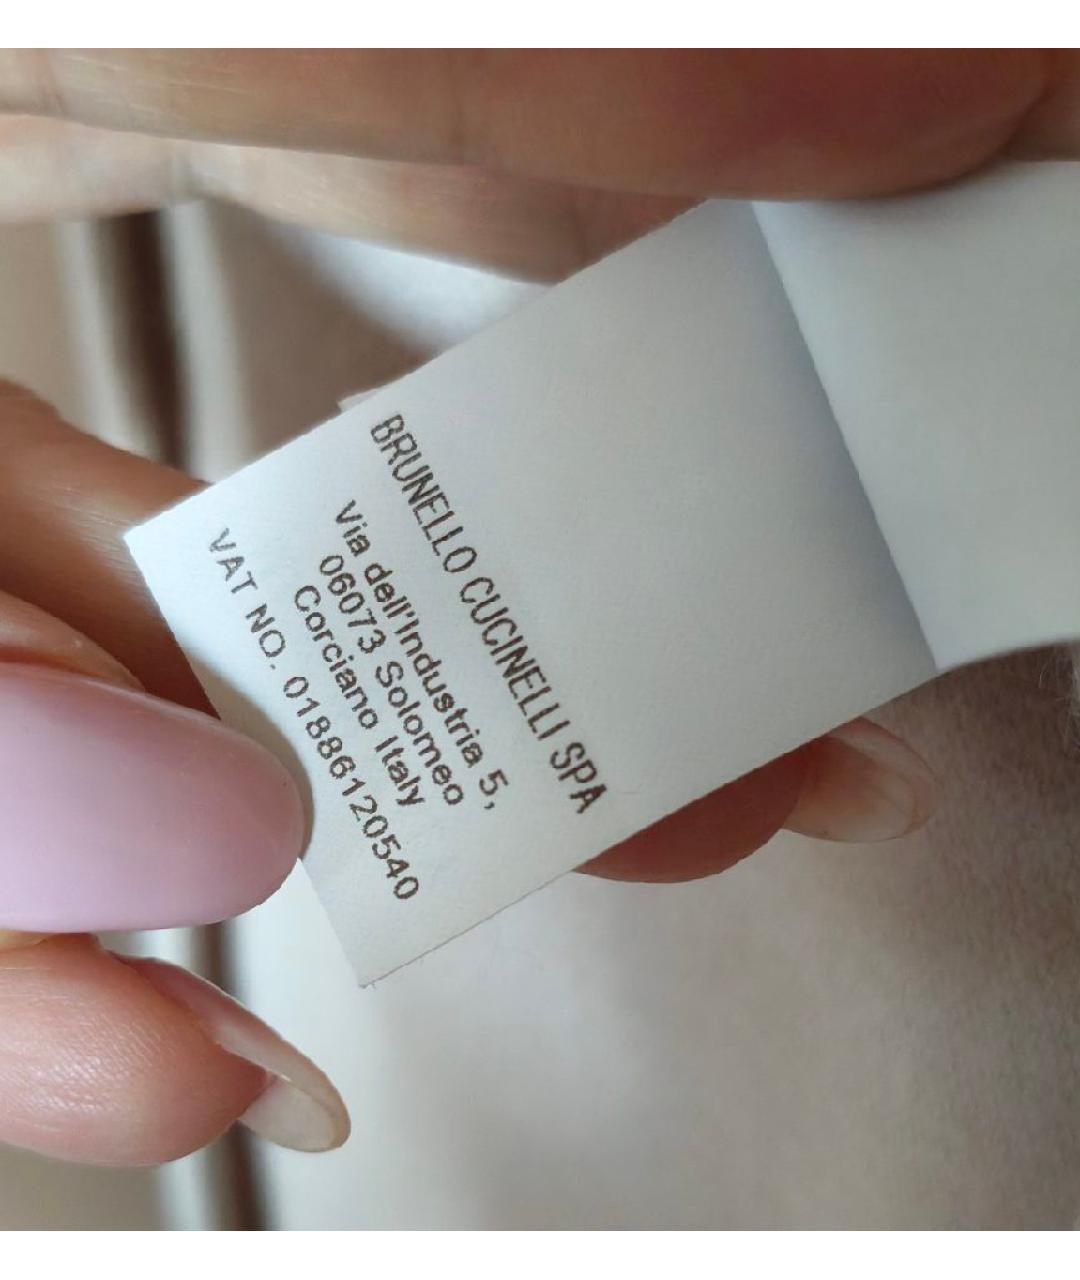 BRUNELLO CUCINELLI SPA
Via dell'Industria 5,
06073 Solomeo
Corciano Italy
VAT NO. 01886120540